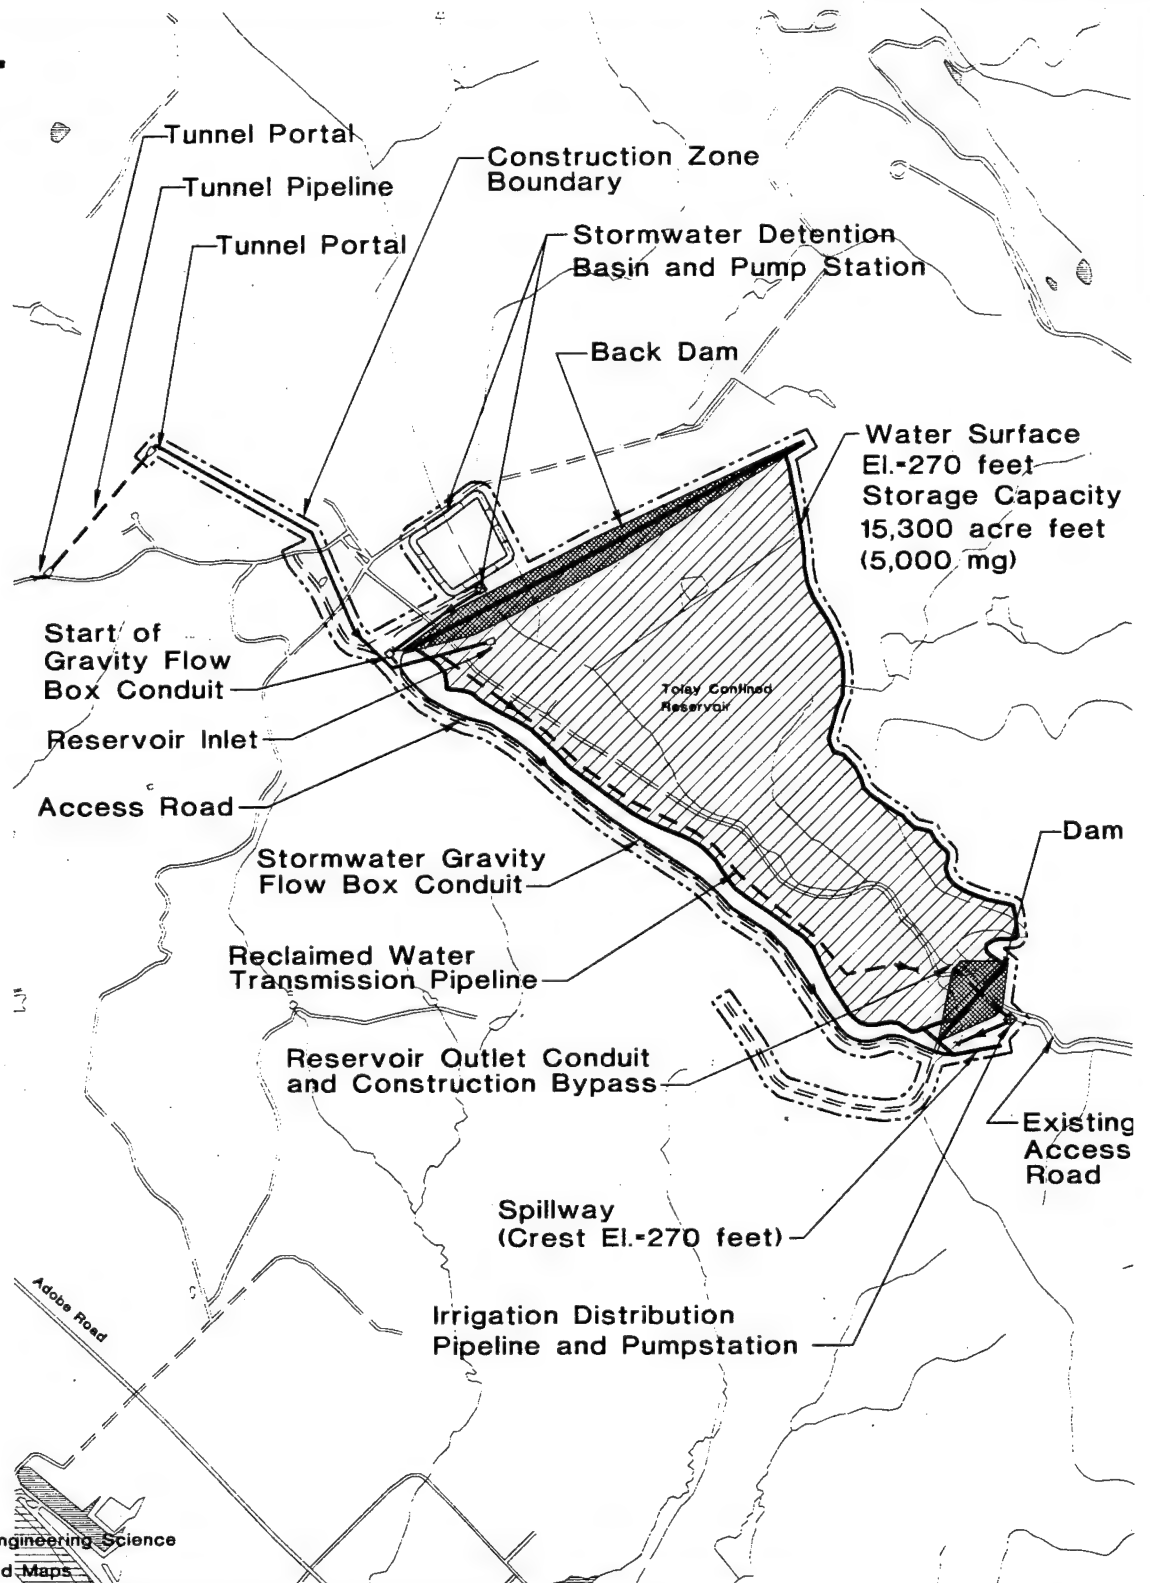 Tunnel Portal
Construction Zone
Boundary
Tunnel Pipeline
Tunnel Portal
Stormwater Detention
Basin and Pump Station
Back Dam
Water Surface
El.=270 feet
Storage Capacity
15,300 acre feet
(5,000 mg)
Start of
Gravity Flow
Box Conduit
Tolay Confined
Reservoir
Reservoir Inlet
Access Road
Dam
Stormwater Gravity
Flow Box Conduit
Reclaimed Water
Transmission Pipeline
Reservoir Outlet Conduit
and Construction Bypass
Existing
Access
Road
Spillway
(Crest El.=270 feet)
Irrigation Distribution
Pipeline and Pumpstation
Adobe Road
ngineering Science
d Maps